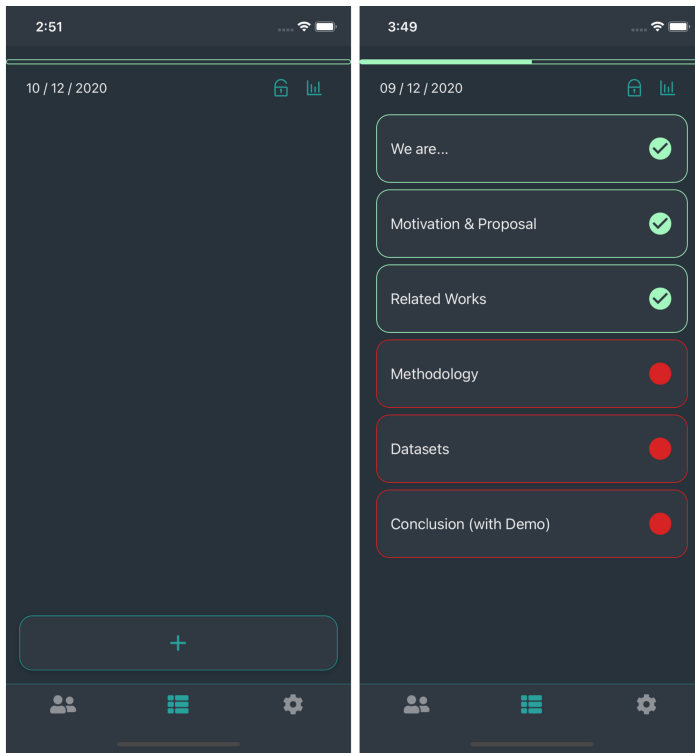 2:51
10 / 12 / 2020
+
3:49
09 / 12 / 2020
We are...
Motivation & Proposal
Related Works
Methodology
Datasets
Conclusion (with Demo)